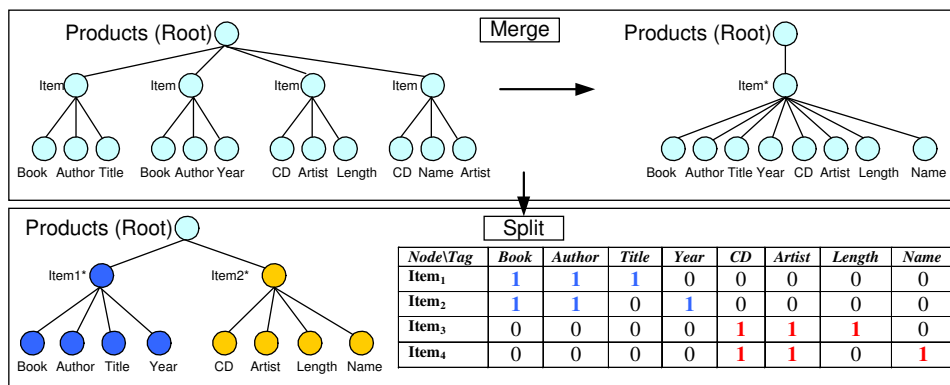 Products (Root) Merge Products (Root)
Item Item Item Item Item*
Book Author Title Book Author Year CD Artist Length CD Name Artist Book Author Title Year CD Artist Length Name
Products (Root) Split
Item1* Item2*
Book Author Title Year CD Artist Length Name
Node\Tag Book Author Title Year CD Artist Length Name
Item1 1 1 1 0 0 0 0 0
Item2 1 1 0 1 0 0 0 0
Item3 0 0 0 0 1 1 1 0
Item4 0 0 0 0 1 1 0 1